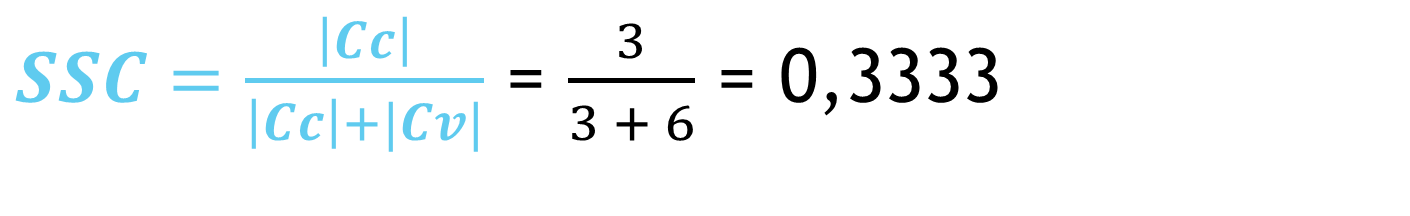 SSC = |Cc| / |Cc|+|Cv| = 3 / 3 + 6 = 0,3333